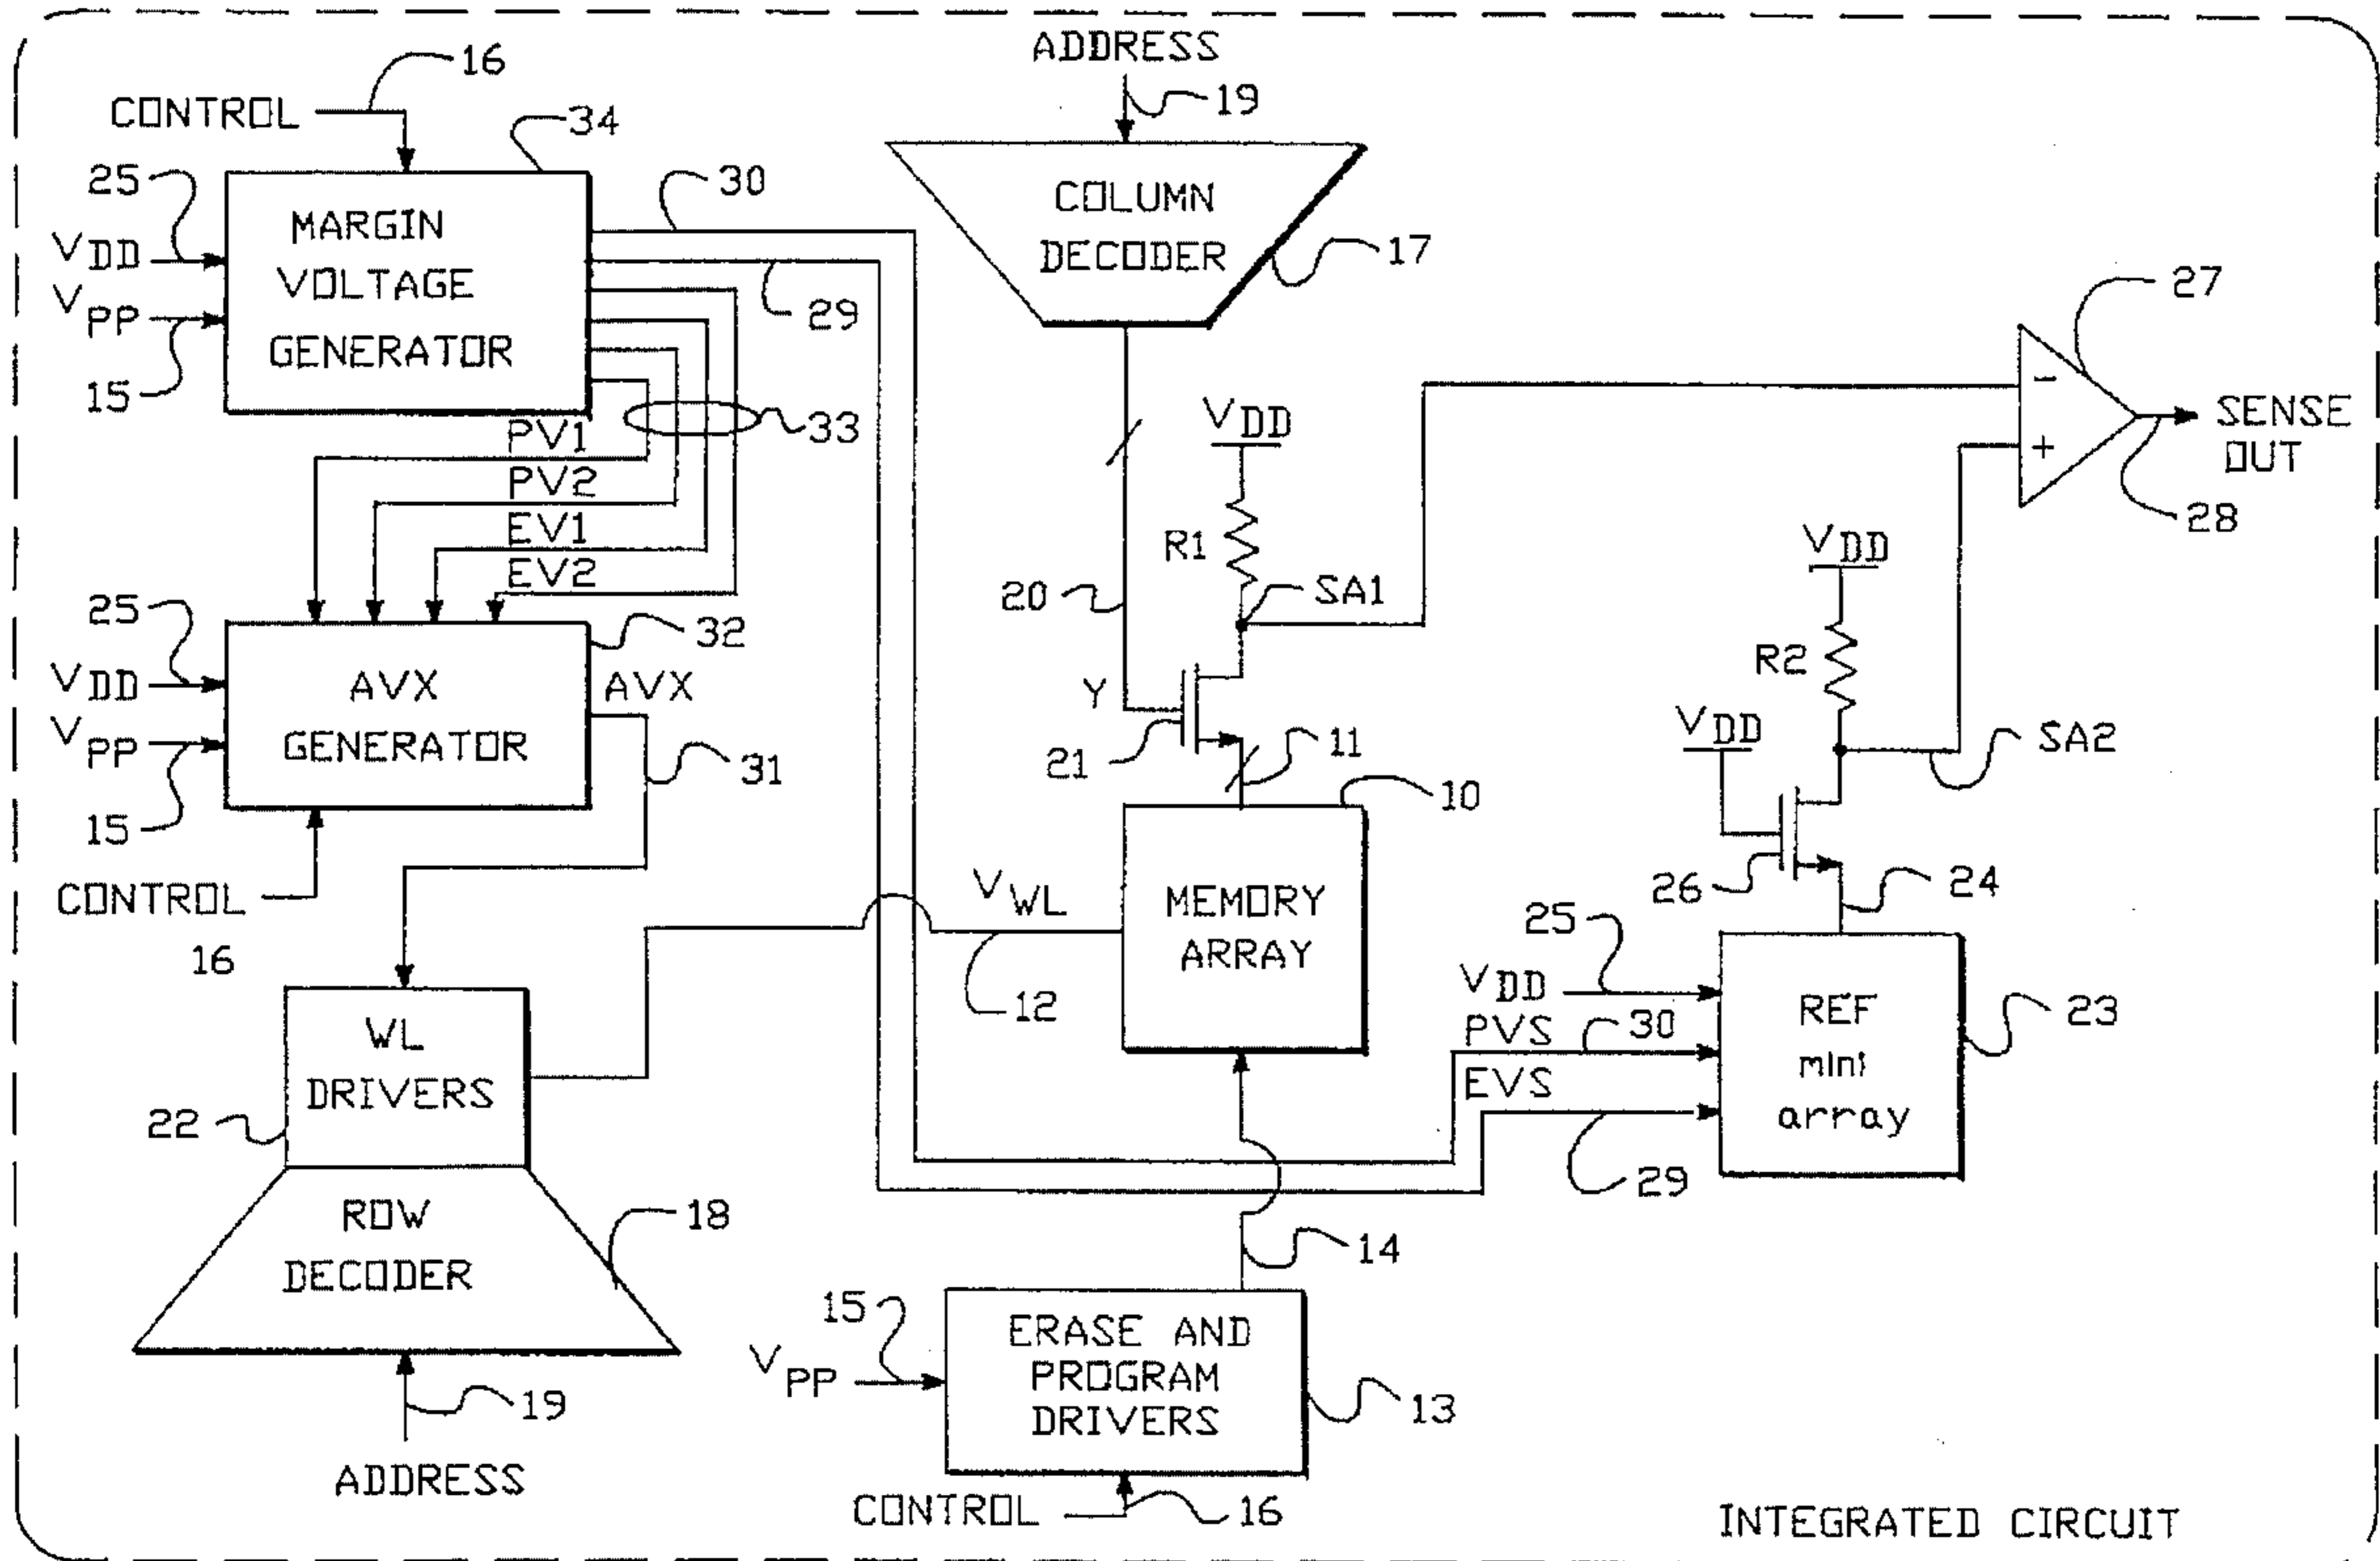 ADDRESS
16
19
CONTROL
34
25
30
MARGIN
VOLTAGE
GENERATOR
COLUMN
DECODER
17
VDD
VPP
29
27
15
33
PV1
PV2
EV1
EV2
VDD
-
+
SENSE
OUT
28
R1
VDD
20
SA1
25
32
R2
VDD
VPP
AVX
GENERATOR
AVX
Y
VDD
SA2
21
11
31
10
15
CONTROL
16
VWL
MEMORY
ARRAY
26
24
12
25
VDD
PVS
30
EVS
REF
mini
array
23
WL
DRIVERS
22
29
ROW
DECODER
18
14
15
VPP
ERASE AND
PROGRAM
DRIVERS
13
19
ADDRESS
CONTROL
16
INTEGRATED CIRCUIT